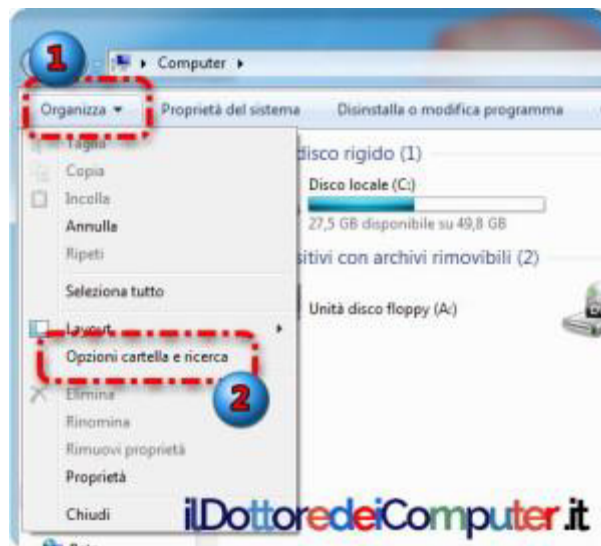 1
Computer
Organizza Proprietà del sistema Disinstalla o modifica programma
Taglia
Copia
Incolla
Annulla
Ripeti
Seleziona tutto
Layout
Opzioni cartella e ricerca
2
Elimina
Rinomina
Rimuovi proprietà
Proprietà
Chiudi
disco rigido (1)
Disco locale (C:)
27,5 GB disponibile su 49,8 GB
sitivi con archivi rimovibili (2)
Unità disco floppy (A:)
ilDottoredeiComputer.it